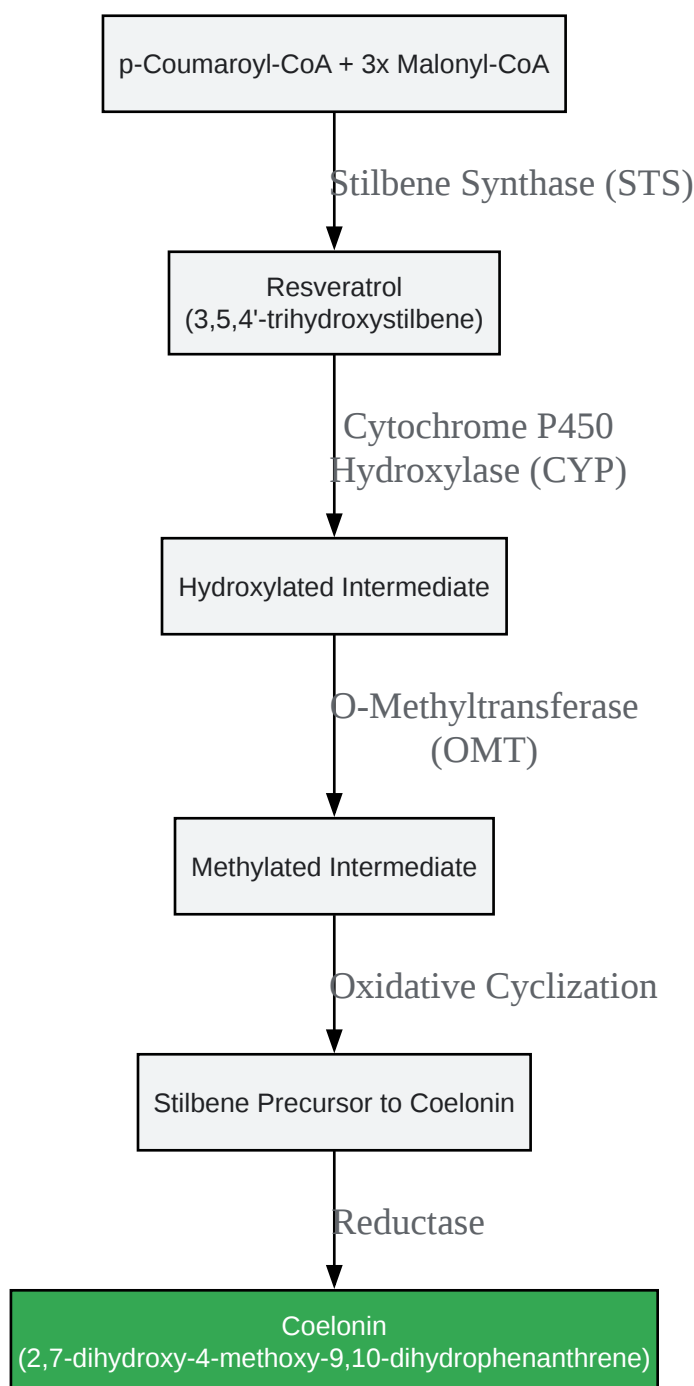 p-Coumaroyl-CoA + 3x Malonyl-CoA
Stilbene Synthase (STS)
Resveratrol
(3,5,4'-trihydroxystilbene)
Cytochrome P450
Hydroxylase (CYP)
Hydroxylated Intermediate
O-Methyltransferase
(OMT)
Methylated Intermediate
Oxidative Cyclization
Stilbene Precursor to Coelonin
Reductase
Coelonin
(2,7-dihydroxy-4-methoxy-9,10-dihydrophenanthrene)